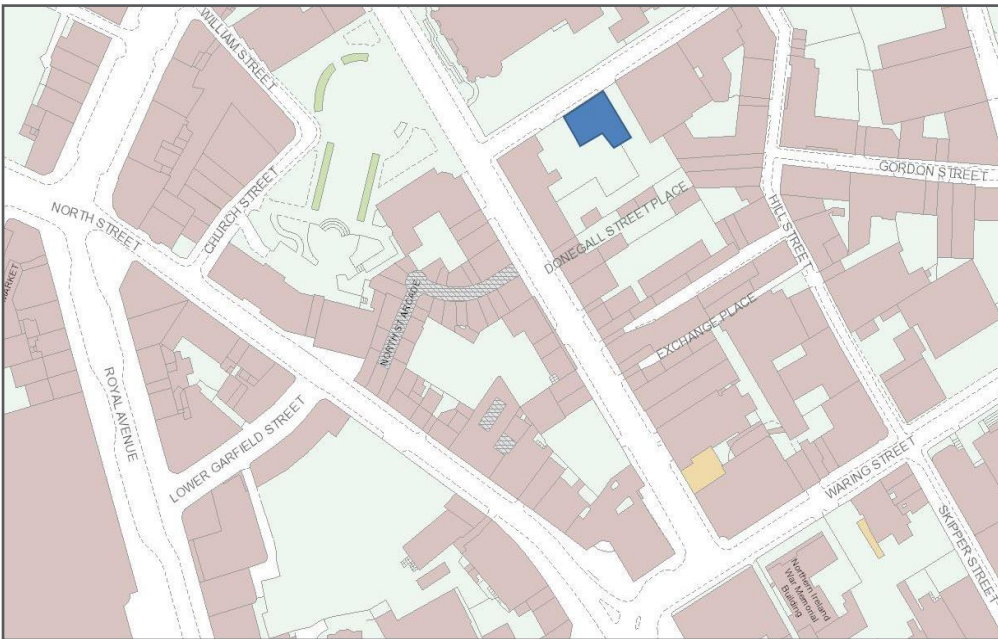 WILLIAM STREET
CHURCH STREET
NORTH STREET
MARKET
ROYAL AVENUE
LOWER GARFIELD STREET
NORTH ST ARCADE
DONEGALL STREET PLACE
GORDON STREET
HILL STREET
EXCHANGE PLACE
WARING STREET
SKIPPER STREET
Northern Ireland
War Memorial
Building